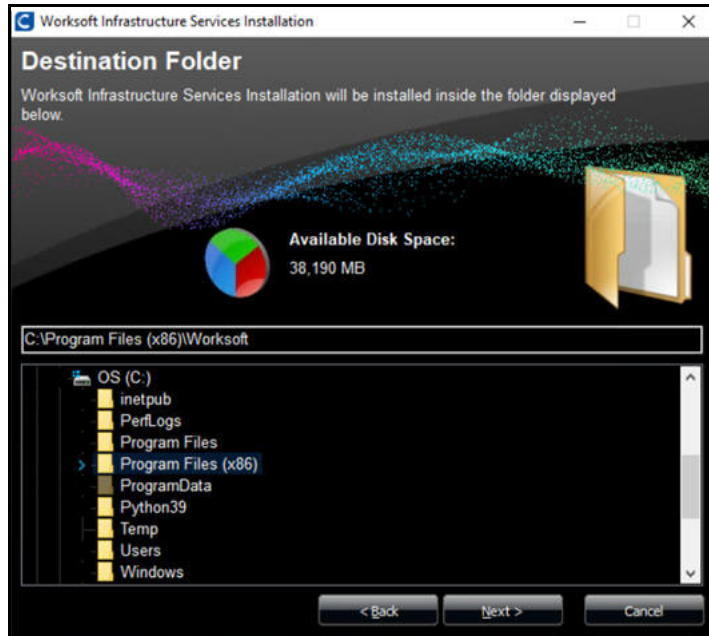 Worksoft Infrastructure Services Installation
Destination Folder
Worksoft Infrastructure Services Installation will be installed inside the folder displayed
below.
Available Disk Space:
38,190 MB
C:\Program Files (x86)\Worksoft
OS (C:)
inetpub
PerfLogs
Program Files
Program Files (x86)
ProgramData
Python39
Temp
Users
Windows
< Back Next > Cancel